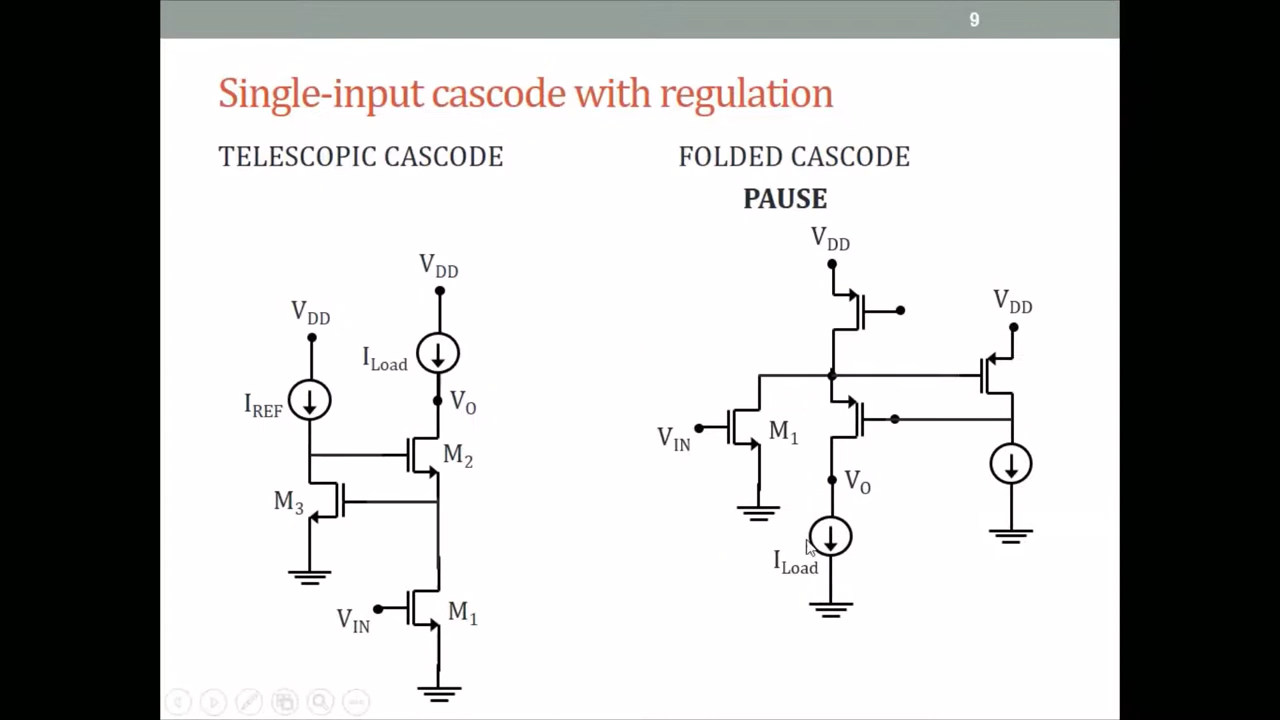 9
Single-input cascode with regulation
TELESCOPIC CASCODE
V_DD
V_DD
I_Load
I_REF
V_O
M_2
M_3
V_IN
M_1
FOLDED CASCODE
PAUSE
V_DD
V_DD
V_IN
M_1
V_O
I_Load